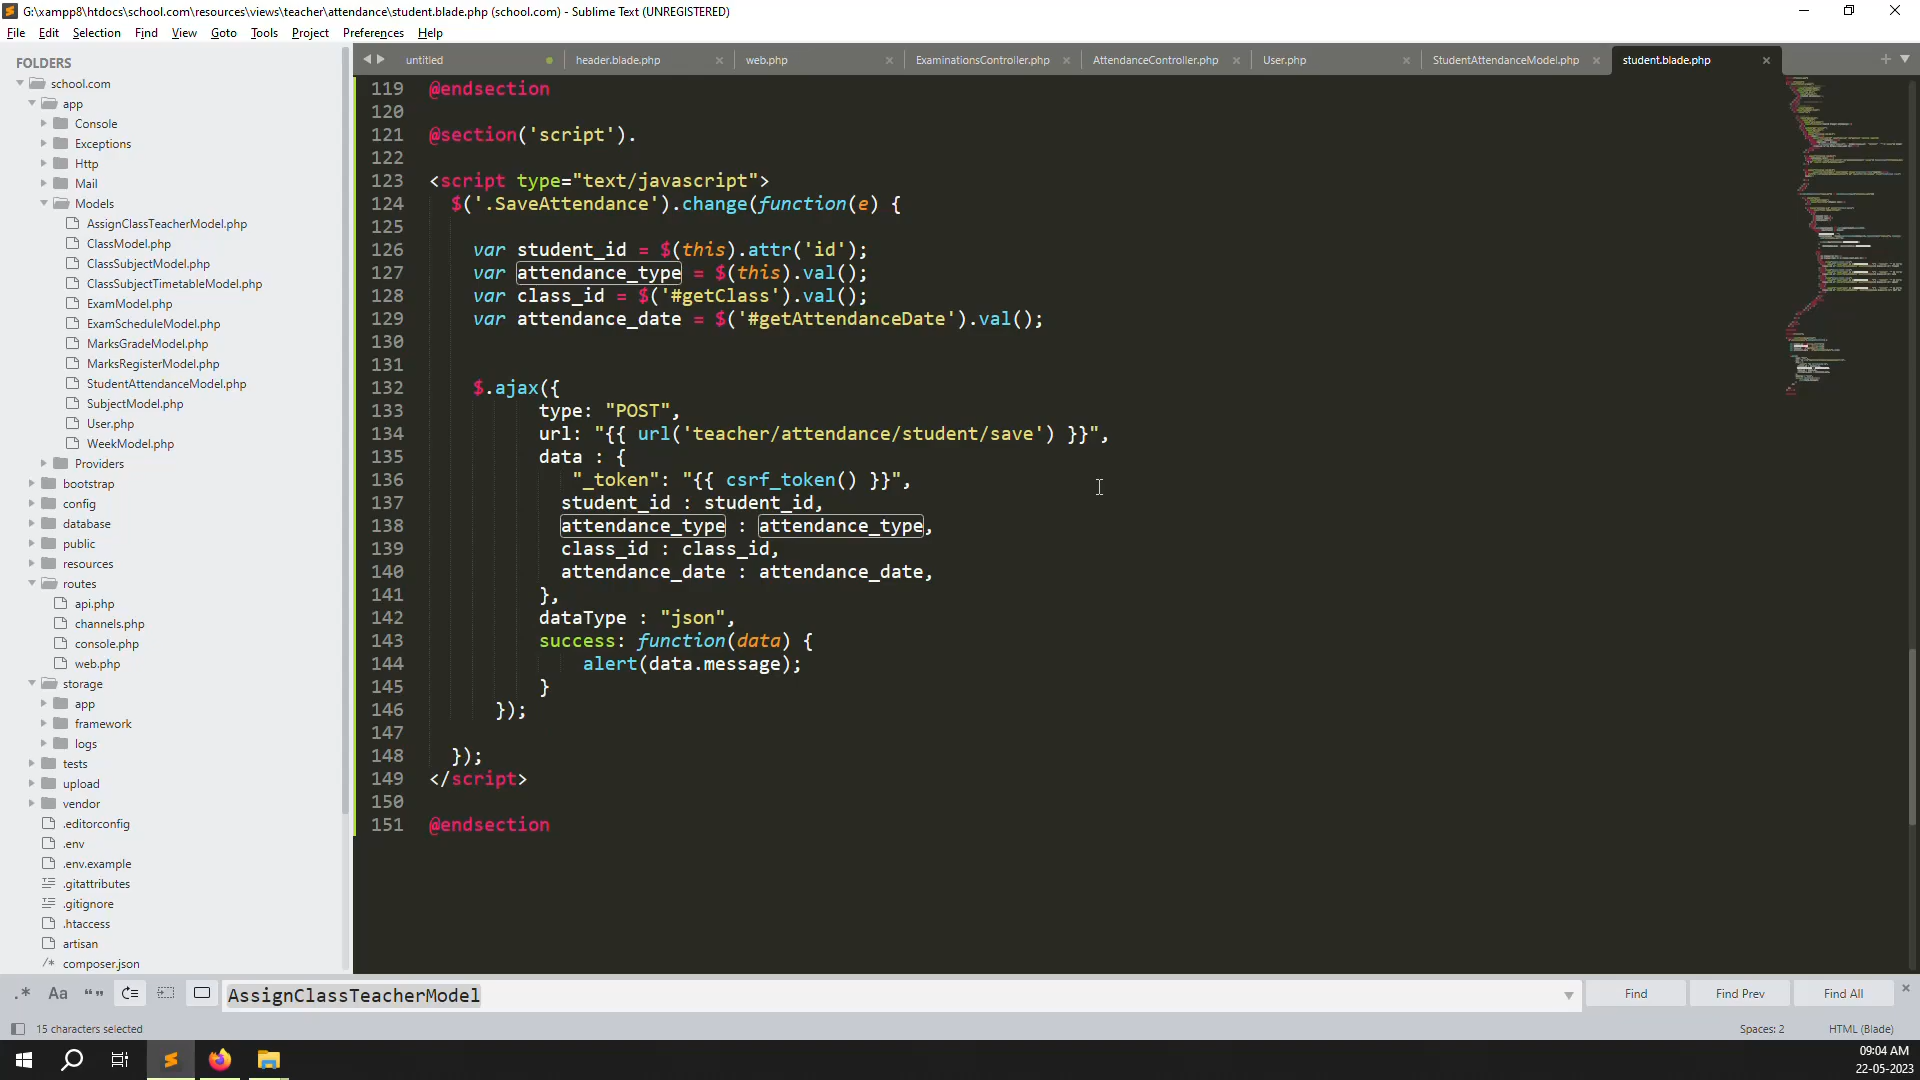 G:\xampp8\htdocs\school.com\resources\views\teacher\attendance\student.blade.php (school.com) - Sublime Text (UNREGISTERED)
File Edit Selection Find View Goto Tools Project Preferences Help
FOLDERS
school.com
app
Console
Exceptions
Http
Mail
Models
AssignClassTeacherModel.php
ClassModel.php
ClassSubjectModel.php
ClassSubjectTimetableModel.php
ExamModel.php
ExamScheduleModel.php
MarksGradeModel.php
MarksRegisterModel.php
StudentAttendanceModel.php
SubjectModel.php
User.php
WeekModel.php
Providers
bootstrap
config
database
public
resources
routes
api.php
channels.php
console.php
web.php
storage
app
framework
logs
tests
upload
vendor
.editorconfig
.env
.env.example
.gitattributes
.gitignore
.htaccess
artisan
composer.json
untitled header.blade.php web.php ExaminationsController.php AttendanceController.php User.php StudentAttendanceModel.php student.blade.php
119 @endsection
120
121 @section('script').
122
123 <script type="text/javascript">
124 $('.SaveAttendance').change(function(e) {
125
126 var student_id = $(this).attr('id');
127 var attendance_type = $(this).val();
128 var class_id = $('#getClass').val();
129 var attendance_date = $('#getAttendanceDate').val();
130
131
132 $.ajax({
133 type: "POST",
134 url: "{{ url('teacher/attendance/student/save') }}",
135 data : {
136 "_token": "{{ csrf_token() }}",
137 student_id : student_id,
138 attendance_type : attendance_type,
139 class_id : class_id,
140 attendance_date : attendance_date,
141 },
142 dataType : "json",
143 success: function(data) {
144 alert(data.message);
145 }
146 });
147
148 });
149 </script>
150
151 @endsection
.* Aa “” AssignClassTeacherModel Find Find Prev Find All
15 characters selected Spaces: 2 HTML (Blade)
09:04 AM
22-05-2023